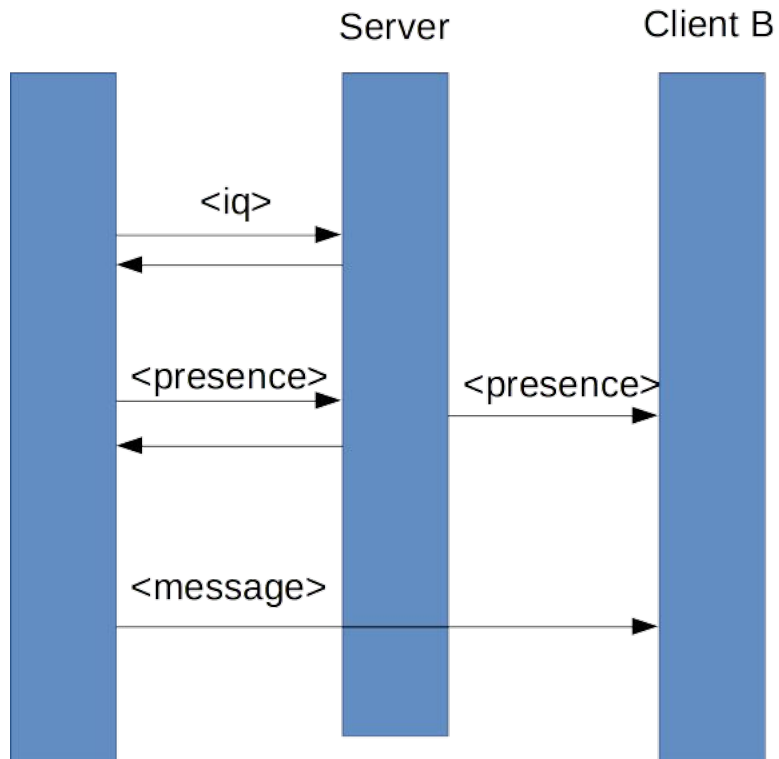 Server
Client B
<iq>
<presence>
<presence>
<message>